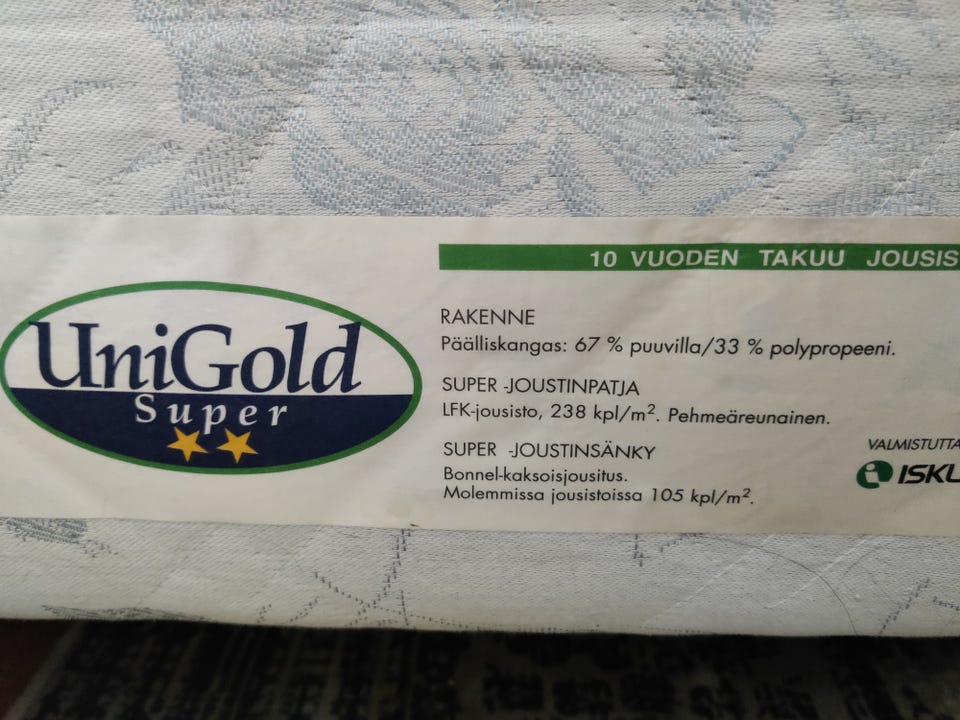 10 VUODEN TAKUU JOUSIS
UniGold
Super
RAKENNE
Päälliskangas: 67 % puuvilla/33 % polypropeeni.
SUPER -JOUSTINPATJA
LFK-jousisto, 238 kpl/m². Pehmeäreunainen.
SUPER -JOUSTINSÄNKY
Bonnel-kaksoisjousitus.
Molemmissa jousistoissa 105 kpl/m².
VALMISTUTTA
ISKU